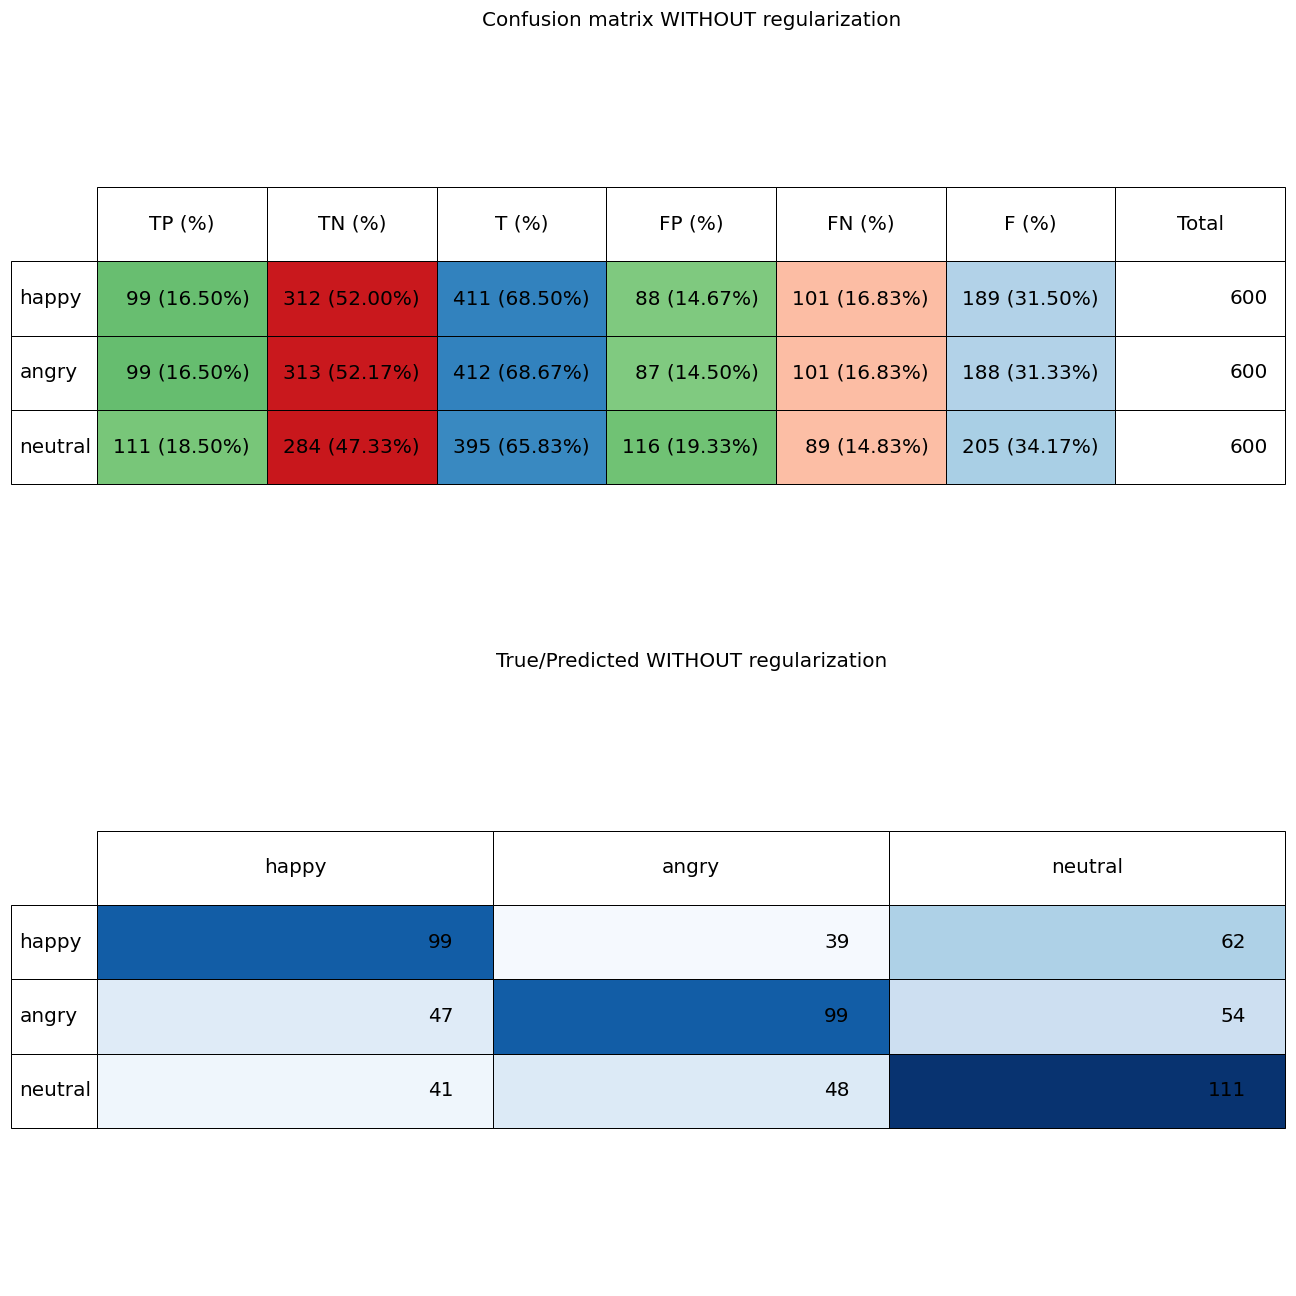 Confusion matrix WITHOUT regularization
TP (%) TN (%) T (%) FP (%) FN (%) F (%) Total
happy 99 (16.50%) 312 (52.00%) 411 (68.50%) 88 (14.67%) 101 (16.83%) 189 (31.50%) 600
angry 99 (16.50%) 313 (52.17%) 412 (68.67%) 87 (14.50%) 101 (16.83%) 188 (31.33%) 600
neutral 111 (18.50%) 284 (47.33%) 395 (65.83%) 116 (19.33%) 89 (14.83%) 205 (34.17%) 600
True/Predicted WITHOUT regularization
happy angry neutral
happy 99 39 62
angry 47 99 54
neutral 41 48 111